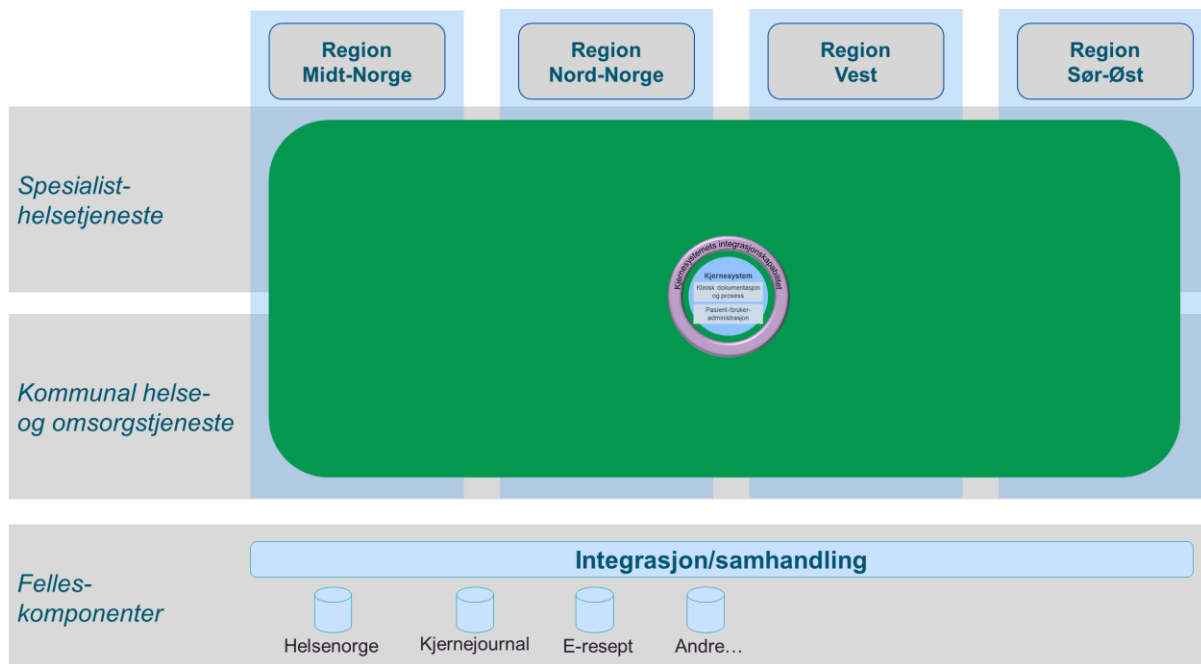 Region
Midt-Norge
Region
Nord-Norge
Region
Vest
Region
Sør-Øst
Spesialist-
helsetjeneste
Kjernesystemets integrasjonskapabilitet
Kjernesystem
Klinisk dokumentasjon
og prosess
Pasient-/bruker-
administrasjon
Kommunal helse-
og omsorgstjeneste
Integrasjon/samhandling
Felles-
komponenter
Helsenorge
Kjernejournal
E-resept
Andre…